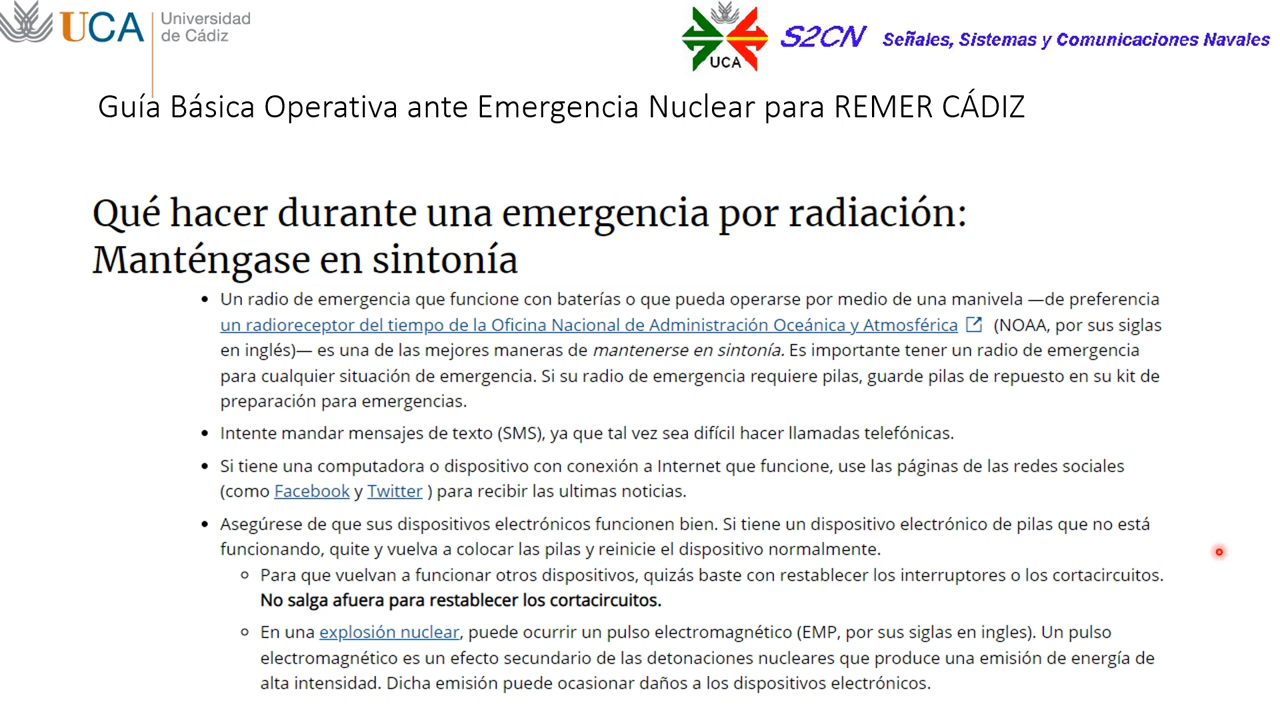 UCA Universidad
de Cádiz
UCA
S2CN Señales, Sistemas y Comunicaciones Navales
Guía Básica Operativa ante Emergencia Nuclear para REMER CÁDIZ
Qué hacer durante una emergencia por radiación:
Manténgase en sintonía
• Un radio de emergencia que funcione con baterías o que pueda operarse por medio de una manivela —de preferencia
un radioreceptor del tiempo de la Oficina Nacional de Administración Oceánica y Atmosférica (NOAA, por sus siglas
en inglés)— es una de las mejores maneras de mantenerse en sintonía. Es importante tener un radio de emergencia
para cualquier situación de emergencia. Si su radio de emergencia requiere pilas, guarde pilas de repuesto en su kit de
preparación para emergencias.
• Intente mandar mensajes de texto (SMS), ya que tal vez sea difícil hacer llamadas telefónicas.
• Si tiene una computadora o dispositivo con conexión a Internet que funcione, use las páginas de las redes sociales
(como Facebook y Twitter ) para recibir las ultimas noticias.
• Asegúrese de que sus dispositivos electrónicos funcionen bien. Si tiene un dispositivo electrónico de pilas que no está
funcionando, quite y vuelva a colocar las pilas y reinicie el dispositivo normalmente.
◦ Para que vuelvan a funcionar otros dispositivos, quizás baste con restablecer los interruptores o los cortacircuitos.
No salga afuera para restablecer los cortacircuitos.
◦ En una explosión nuclear, puede ocurrir un pulso electromagnético (EMP, por sus siglas en ingles). Un pulso
electromagnético es un efecto secundario de las detonaciones nucleares que produce una emisión de energía de
alta intensidad. Dicha emisión puede ocasionar daños a los dispositivos electrónicos.